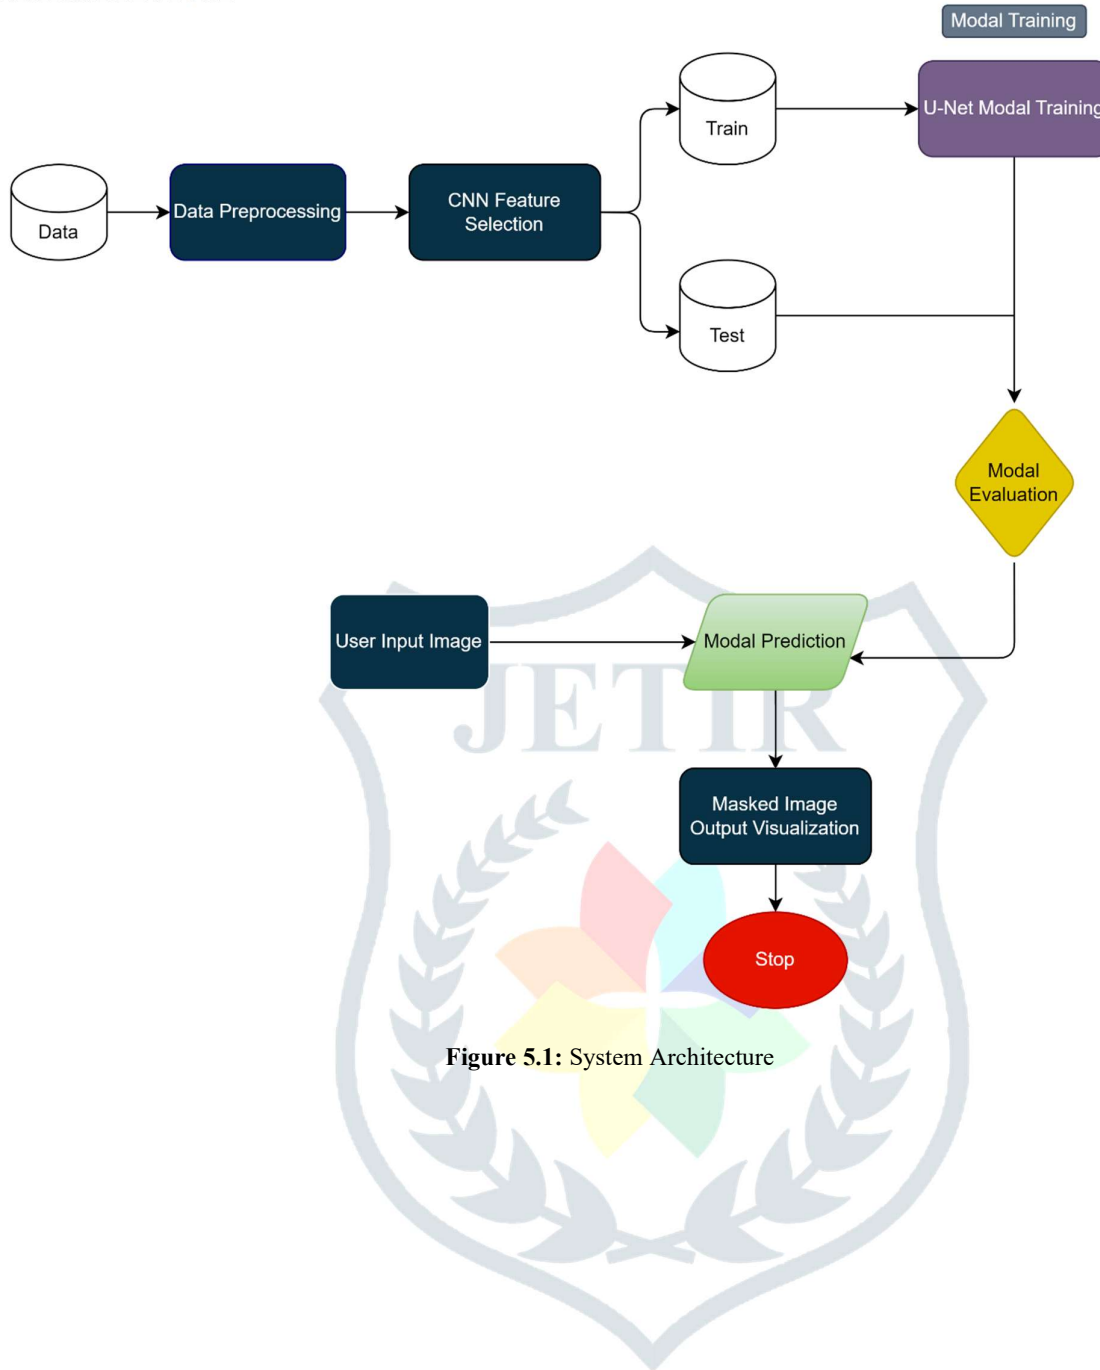 Modal Training
Train
U-Net Modal Training
Data
Data Preprocessing
CNN Feature
Selection
Test
Modal
Evaluation
User Input Image
Modal Prediction
JETIR
Masked Image
Output Visualization
Stop
Figure 5.1: System Architecture